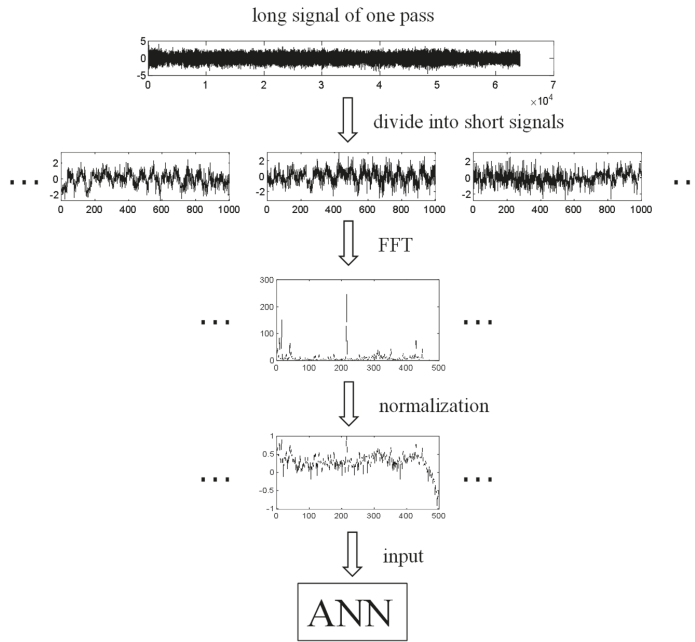 long signal of one pass
5
0
-5
0 1 2 3 4 5 6 7
×10⁴
divide into short signals
2
0
-2
0 200 400 600 800 1000
2
0
-2
0 200 400 600 800 1000
2
0
-2
0 200 400 600 800 1000
... ..
FFT
300
200
100
0
0 100 200 300 400 500
... ...
normalization
1
0.5
0
-0.5
-1
0 100 200 300 400 500
... ...
input
ANN